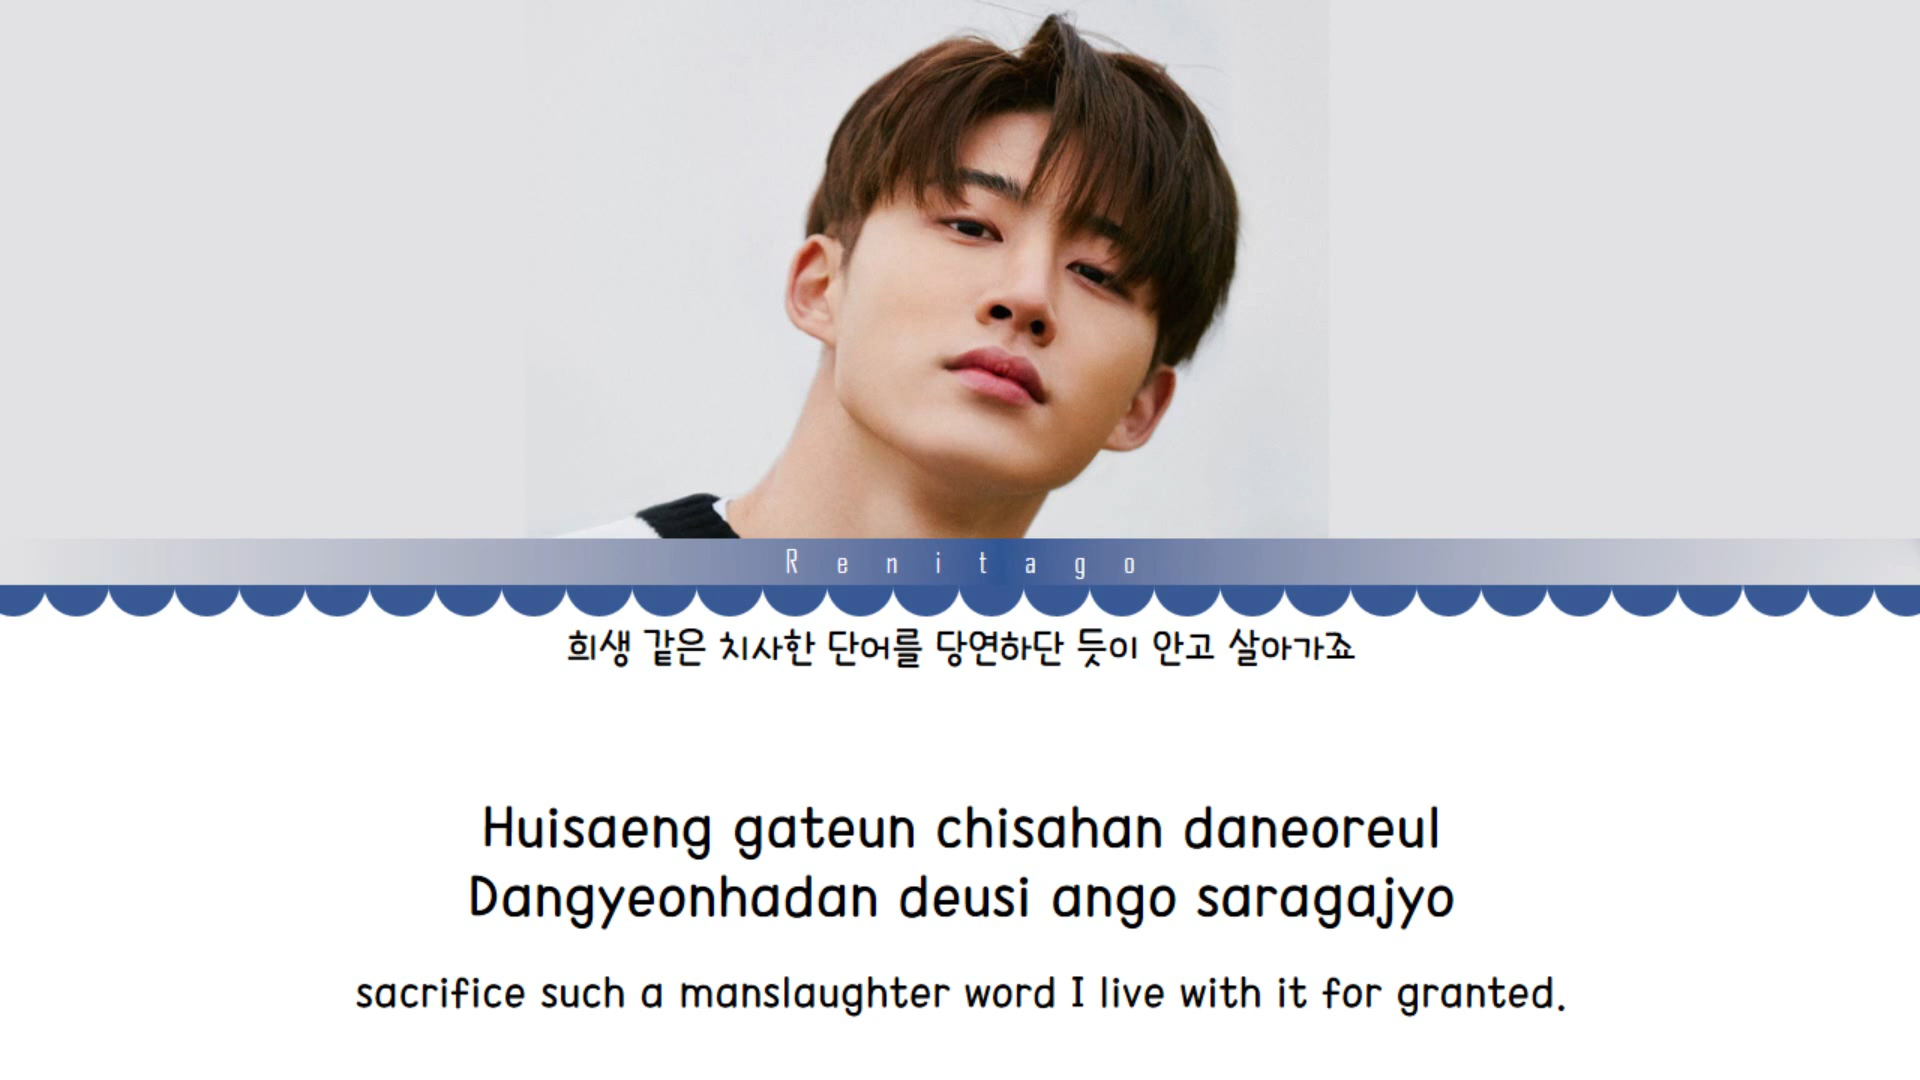 Renitago
희생 같은 치사한 단어를 당연하단 듯이 안고 살아가죠
Huisaeng gateun chisahan daneoreul
Dangyeonhadan deusi ango saragajyo
sacrifice such a manslaughter word I live with it for granted.